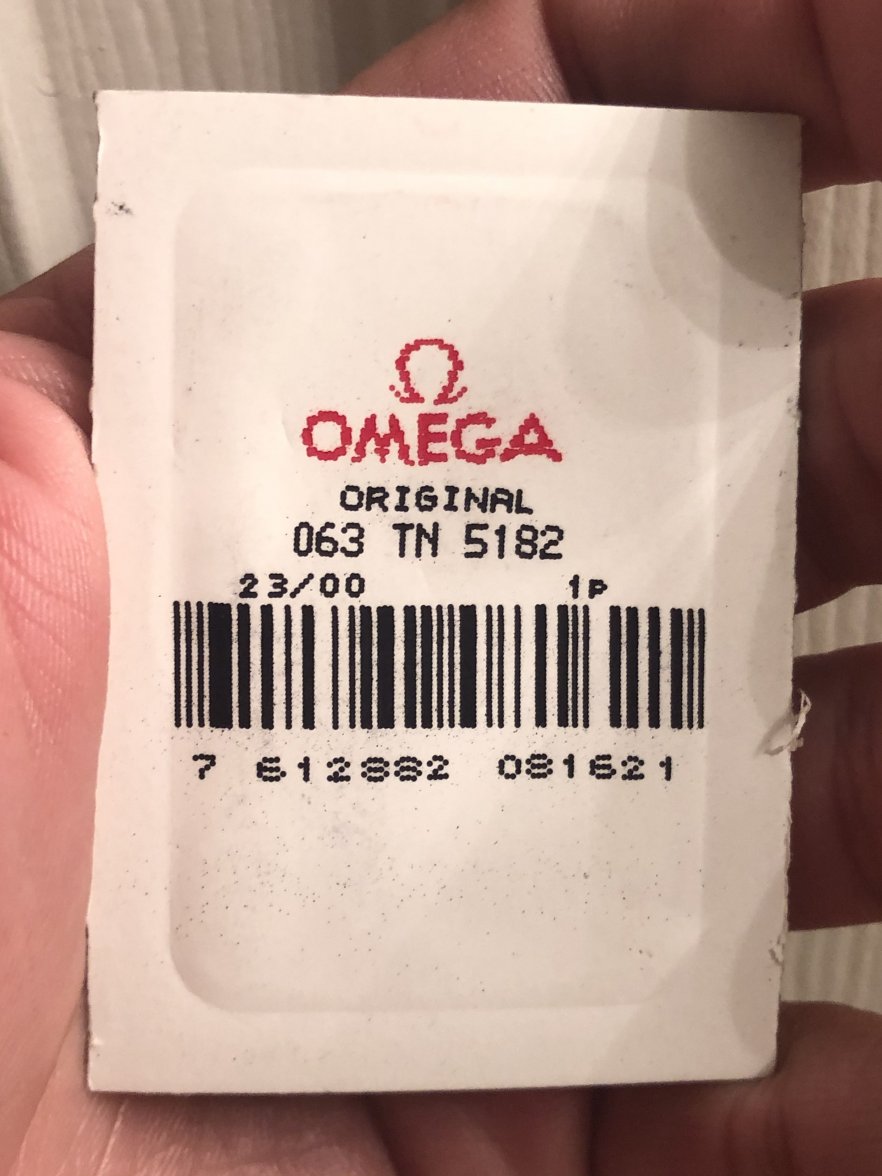 Ω
OMEGA
ORIGINAL
063 TN 5182
23/00 1P
7 612882 081621